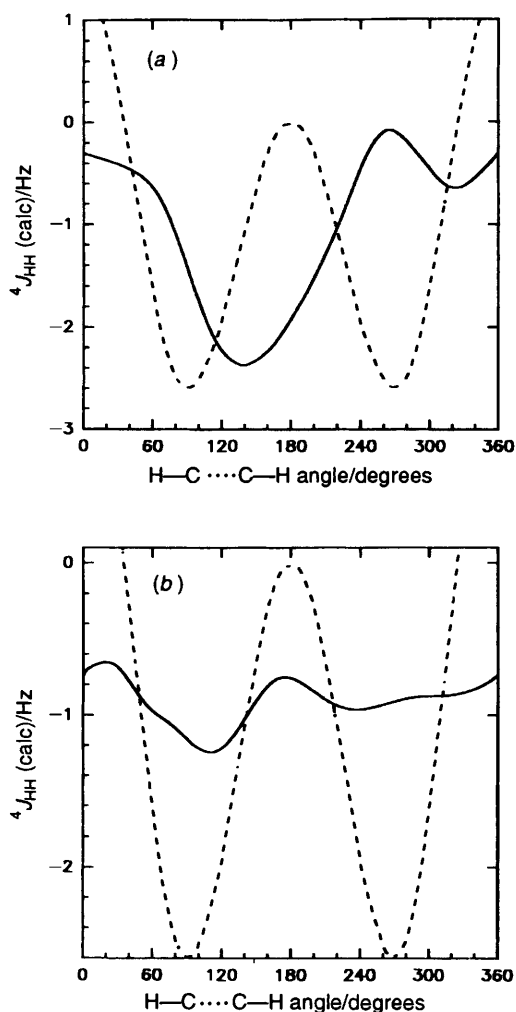 (a)
1
0
−1
−2
−3
⁴J_HH (calc)/Hz
0 60 120 180 240 300 360
H—C ···· C—H angle/degrees
(b)
0
−1
−2
⁴J_HH (calc)/Hz
0 60 120 180 240 300 360
H—C ···· C—H angle/degrees